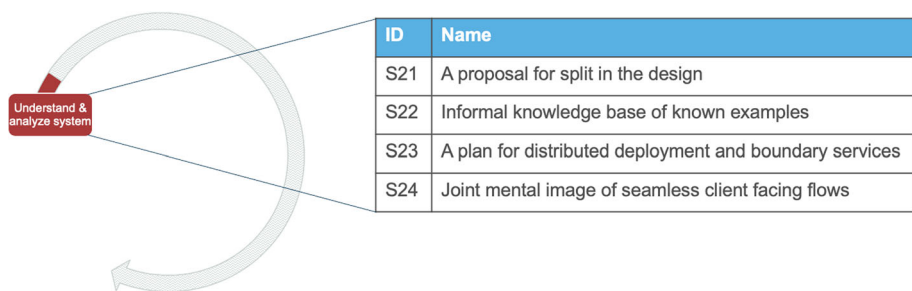 Understand &
analyze system
ID Name
S21 A proposal for split in the design
S22 Informal knowledge base of known examples
S23 A plan for distributed deployment and boundary services
S24 Joint mental image of seamless client facing flows